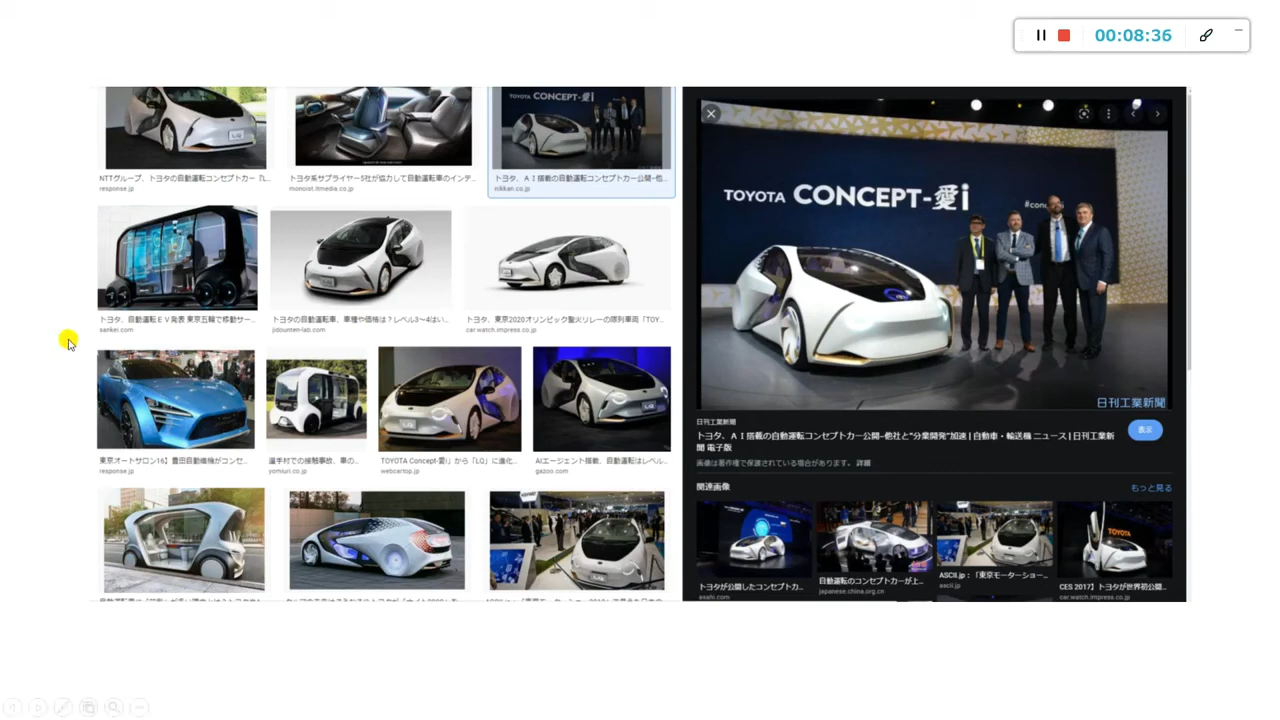 00:08:36
NTTグループ、トヨタの自動運転コンセプトカー「L...
response.jp
トヨタ系サプライヤー5社が協力して自動運転車のインテ...
monoist.itmedia.co.jp
トヨタ、ＡＩ搭載の自動運転コンセプトカー公開−他...
nikkan.co.jp
トヨタ、自動運転ＥＶ発表 東京五輪で移動サー...
sankei.com
トヨタの自動運転車、車種や価格は？レベル3〜4はい...
トヨタ、東京2020オリンピック聖火リレーの隊列車両「TOY...
car.watch.impress.co.jp
東京オートサロン16】豊田自動織機がコンセ...
response.jp
選手村での接触事故、車の...
yomiuri.co.jp
TOYOTA Concept-愛i」から「LQ」に進化...
webcartop.jp
AIエージェント搭載、自動運転はレベル...
gazoo.com
TOYOTA CONCEPT-愛i
日刊工業新聞
日刊工業新聞
トヨタ、ＡＩ搭載の自動運転コンセプトカー公開−他社と“分業開発”加速 | 自動車・輸送機 ニュース | 日刊工業新
聞 電子版
表示
画像は著作権で保護されている場合があります。 詳細
関連画像
もっと見る
トヨタが公開したコンセプトカ...
asahi.com
自動運転のコンセプトカーが上...
japanese.china.org.cn
ASCII.jp：「東京モーターショー...
ascii.jp
TOYOTA
CES 2017】トヨタが世界初公開...
car.watch.impress.co.jp